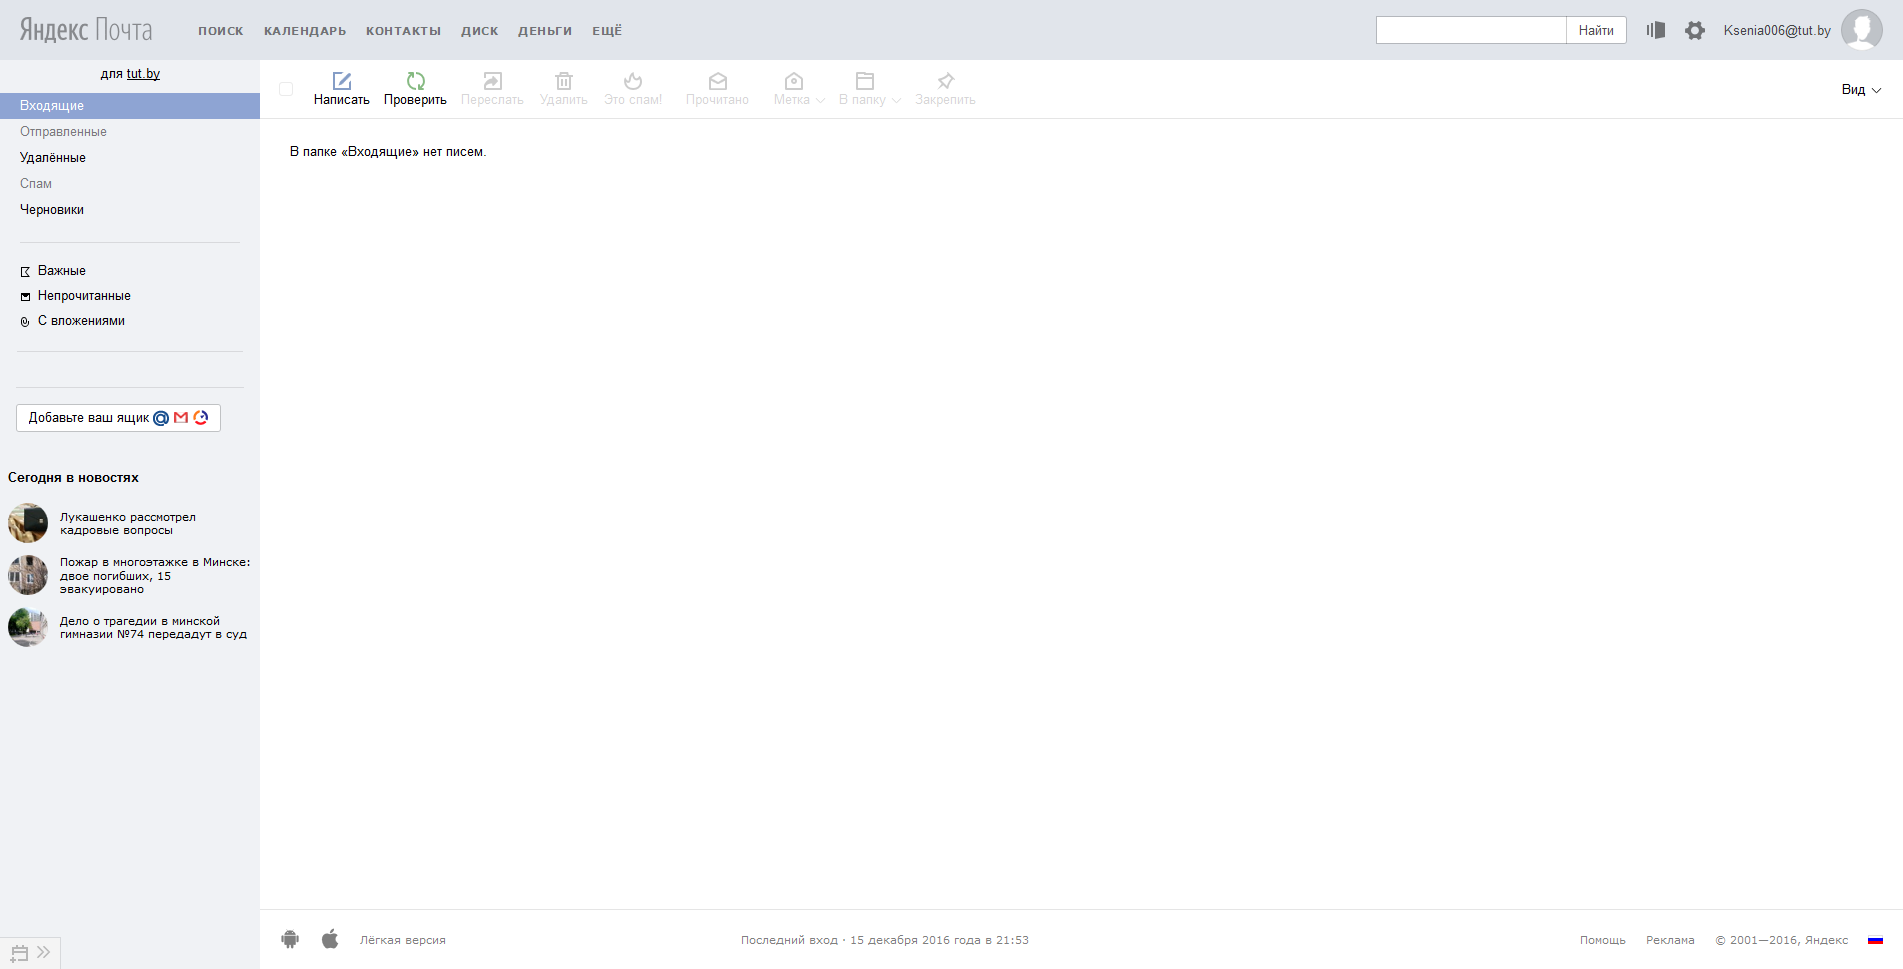 Яндекс Почта
ПОИСК КАЛЕНДАРЬ КОНТАКТЫ ДИСК ДЕНЬГИ ЕЩЁ
Найти
Ksenia006@tut.by
для tut.by
Входящие
Отправленные
Удалённые
Спам
Черновики
Важные
Непрочитанные
С вложениями
Добавьте ваш ящик
Сегодня в новостях
Лукашенко рассмотрел
кадровые вопросы
Пожар в многоэтажке в Минске:
двое погибших, 15
эвакуировано
Дело о трагедии в минской
гимназии №74 передадут в суд
Написать Проверить Переслать Удалить Это спам! Прочитано Метка В папку Закрепить
Вид
В папке «Входящие» нет писем.
Лёгкая версия
Последний вход · 15 декабря 2016 года в 21:53
Помощь Реклама © 2001—2016, Яндекс